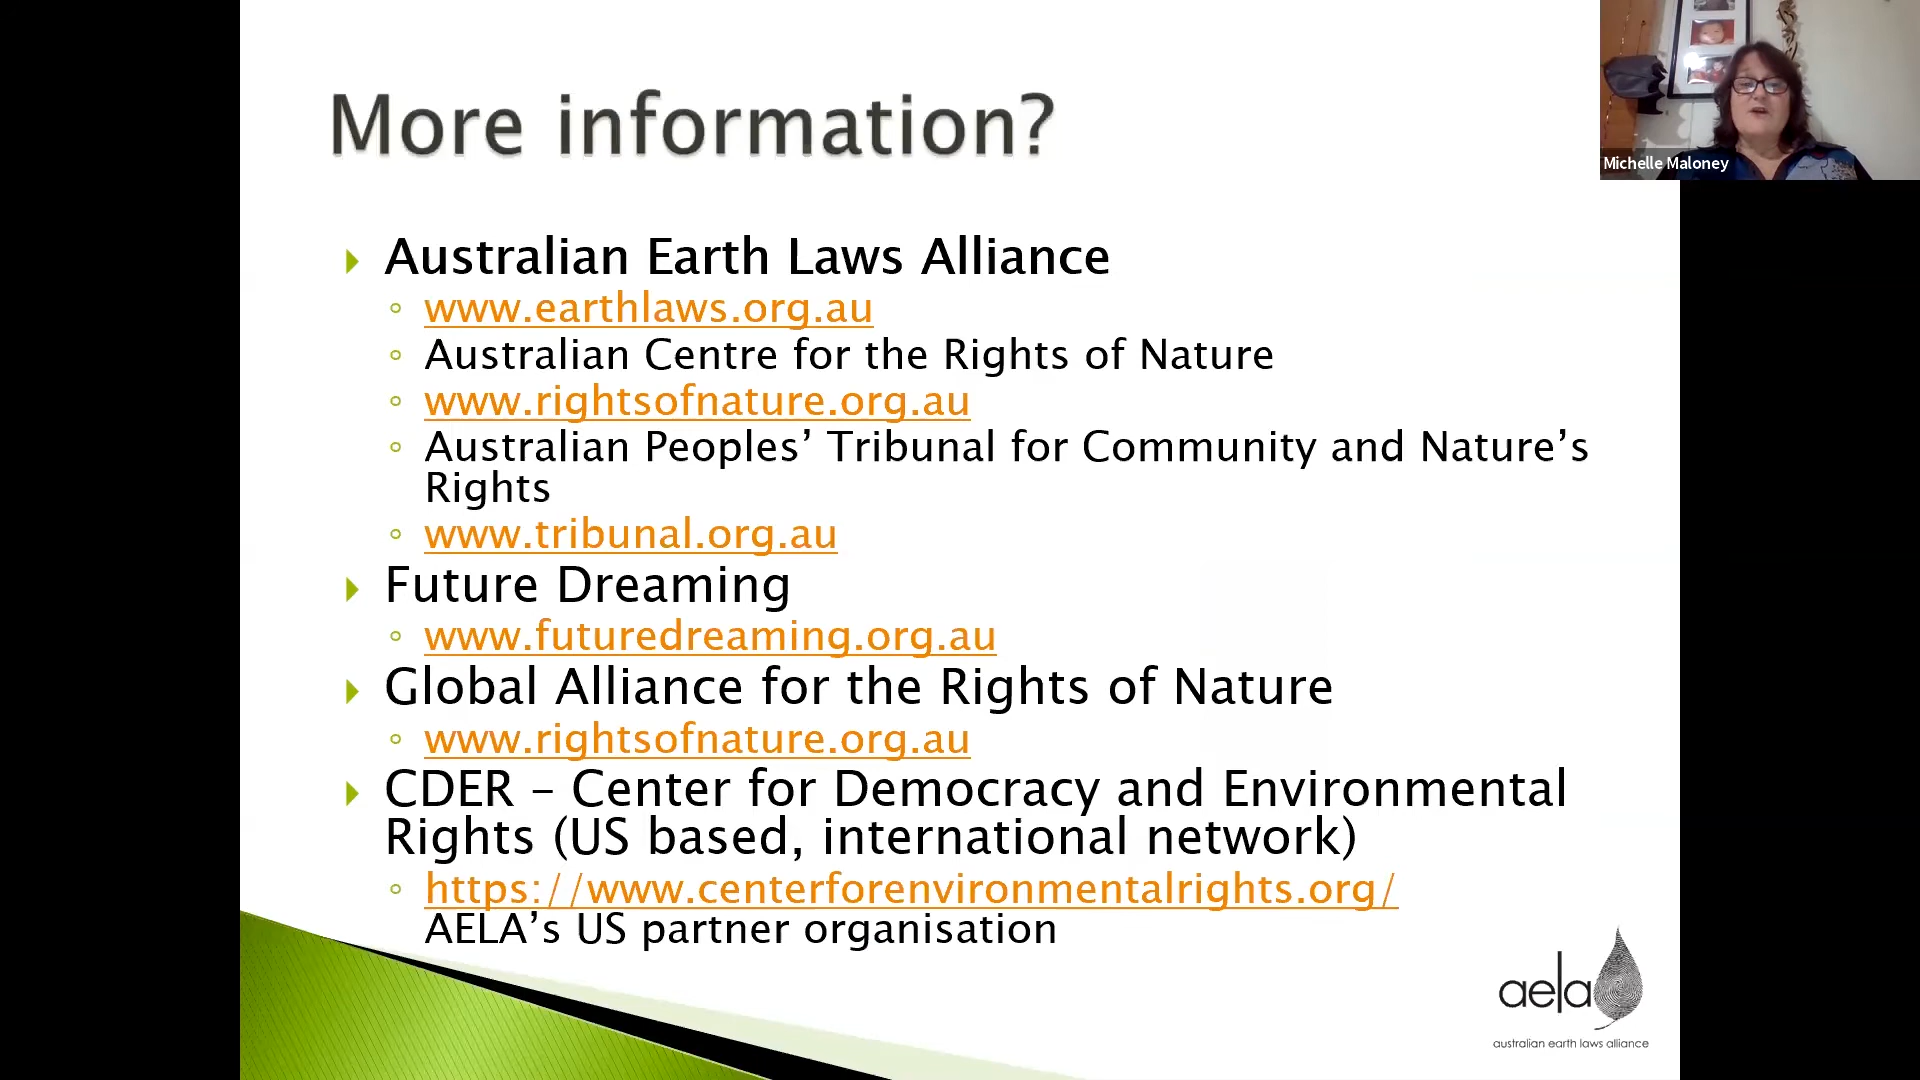 More information?
Michelle Maloney
Australian Earth Laws Alliance
www.earthlaws.org.au
Australian Centre for the Rights of Nature
www.rightsofnature.org.au
Australian Peoples’ Tribunal for Community and Nature’s
Rights
www.tribunal.org.au
Future Dreaming
www.futuredreaming.org.au
Global Alliance for the Rights of Nature
www.rightsofnature.org.au
CDER – Center for Democracy and Environmental
Rights (US based, international network)
https://www.centerforenvironmentalrights.org/
AELA’s US partner organisation
aela
australian earth laws alliance